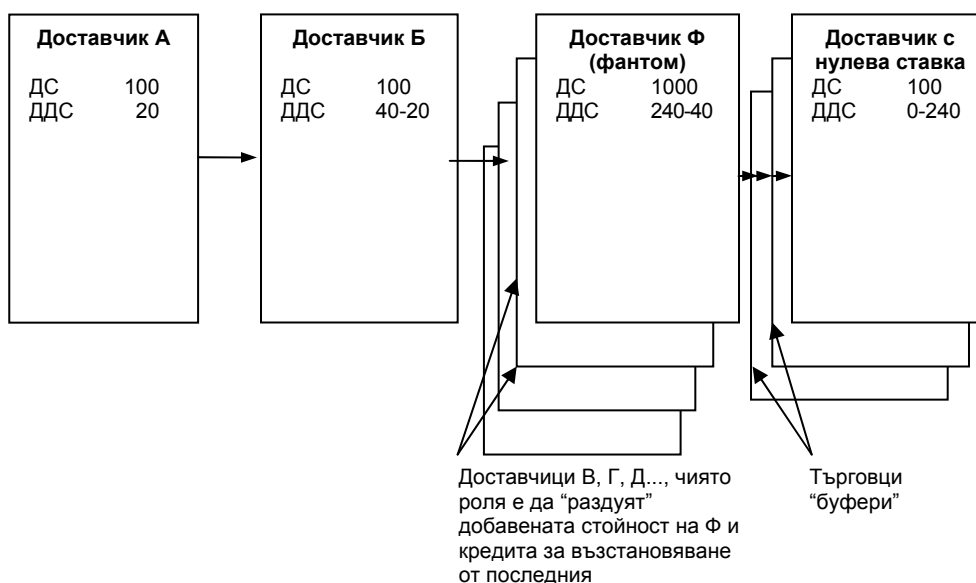 Доставчик А
ДС 100
ДДС 20
Доставчик Б
ДС 100
ДДС 40-20
Доставчик Ф
(фантом)
ДС 1000
ДДС 240-40
Доставчик с
нулева ставка
ДС 100
ДДС 0-240
Доставчици В, Г, Д..., чиято
роля е да “раздуят”
добавената стойност на Ф и
кредита за възстановяване
от последния
Търговци
“буфери”